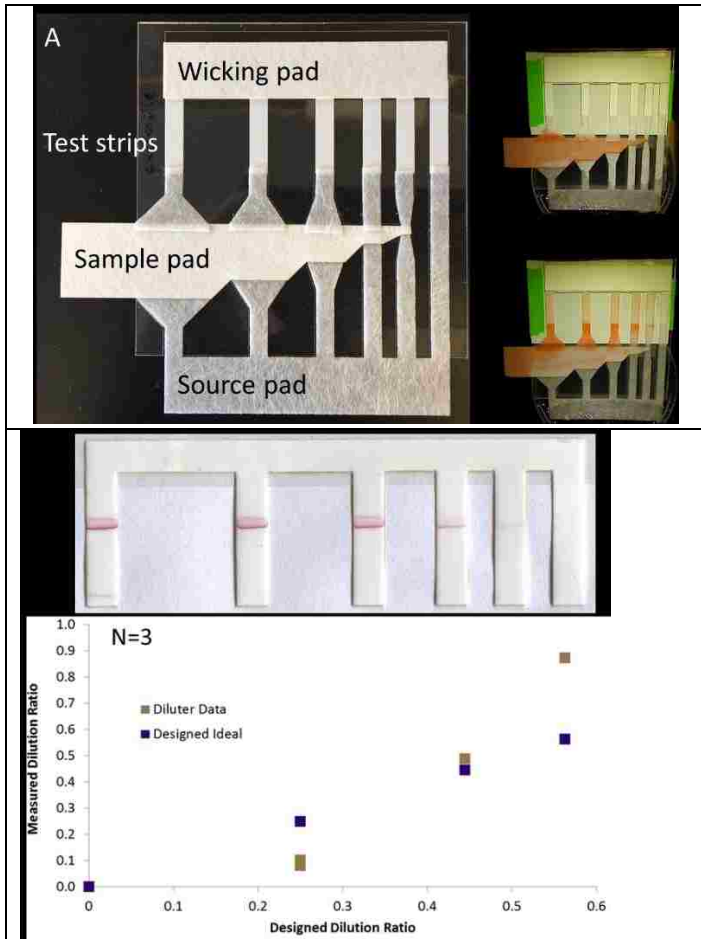 A
Wicking pad
Test strips
Sample pad
Source pad
N=3
Diluter Data
Designed Ideal
Measured Dilution Ratio
1.0
0.9
0.8
0.7
0.6
0.5
0.4
0.3
0.2
0.1
0.0
0 0.1 0.2 0.3 0.4 0.5 0.6
Designed Dilution Ratio